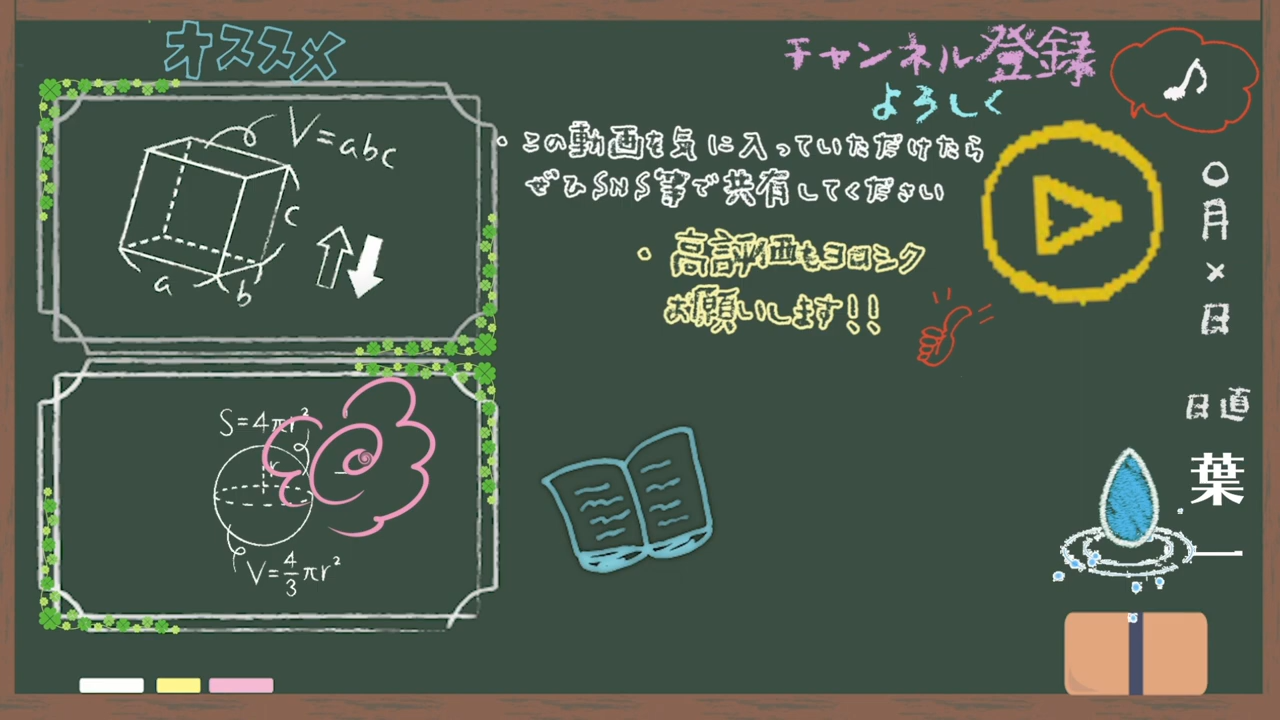 オススメ
V=abc
c
a
b
S=4πr²
r
V=4/3πr²
チャンネル登録
よろしく
・この動画を気に入っていただけたら
ぜひSNS等で共有してください
・高評価もヨロシク
お願いします!!
〇月×日
日直
葉一